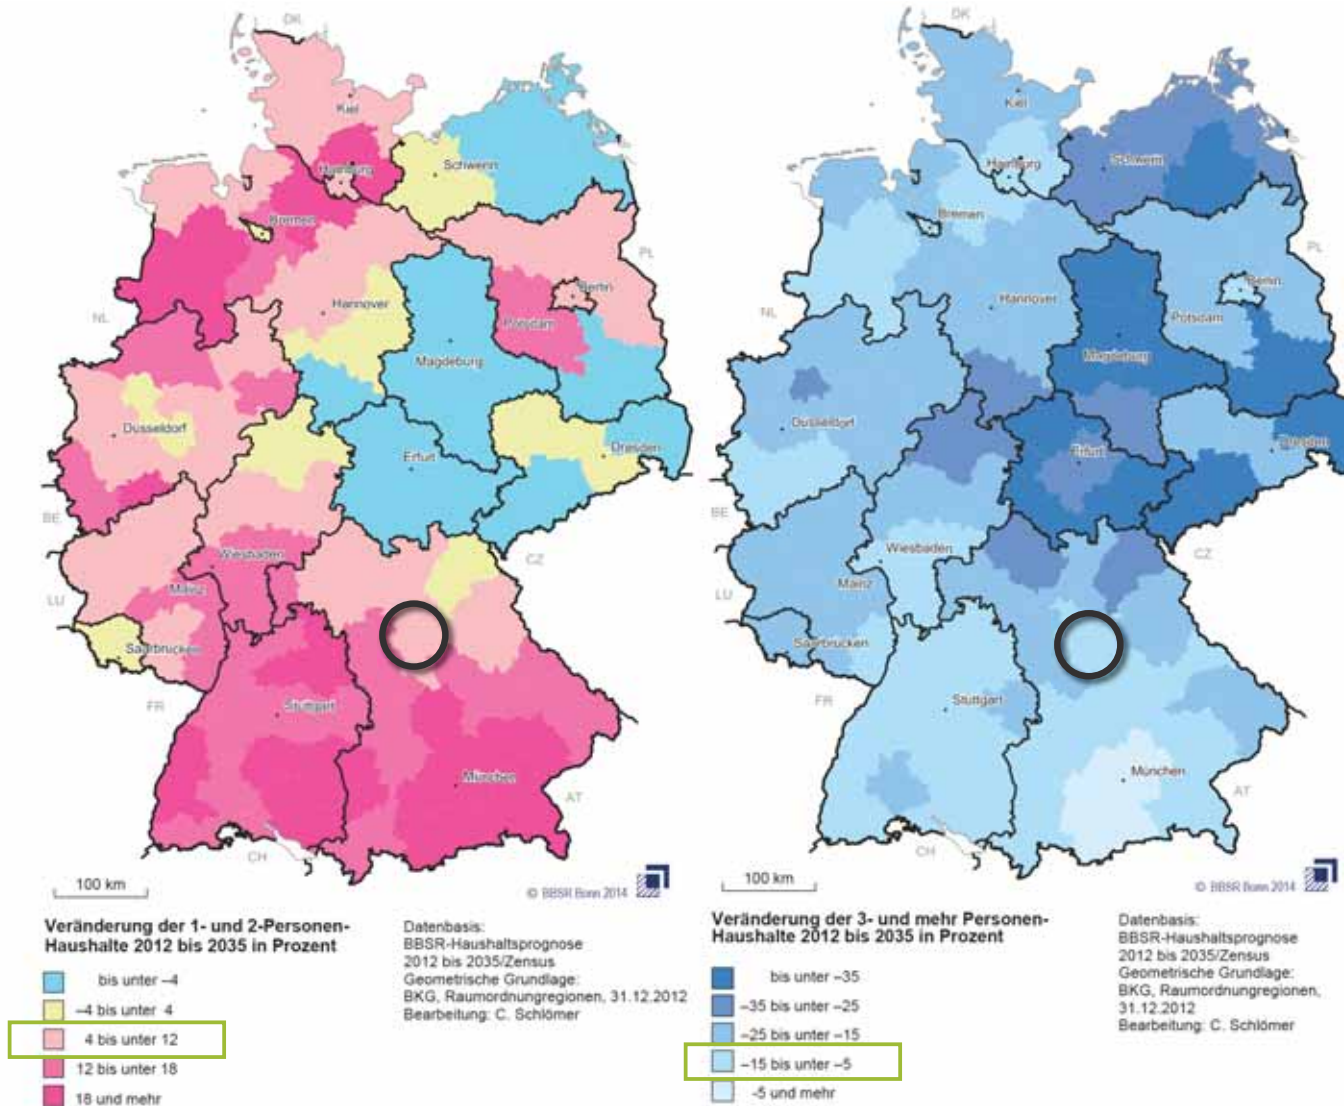 DK
Kiel
Hamburg
Schwerin
Bremen
PL
Berlin
Hannover
NL
Potsdam
Magdeburg
Düsseldorf
Dresden
Erfurt
BE
Wiesbaden
CZ
Mainz
LU
Saarbrücken
FR
Stuttgart
München
AT
CH
100 km
© BBSR Bonn 2014
Veränderung der 1- und 2-Personen-
Haushalte 2012 bis 2035 in Prozent
bis unter –4
–4 bis unter 4
4 bis unter 12
12 bis unter 18
18 und mehr
Datenbasis:
BBSR-Haushaltsprognose
2012 bis 2035/Zensus
Geometrische Grundlage:
BKG, Raumordnungregionen, 31.12.2012
Bearbeitung: C. Schlömer
DK
Kiel
Hamburg
Schwerin
Bremen
PL
Berlin
Hannover
NL
Potsdam
Magdeburg
Düsseldorf
Dresden
Erfurt
BE
Wiesbaden
CZ
Mainz
LU
Saarbrücken
FR
Stuttgart
München
AT
CH
100 km
© BBSR Bonn 2014
Veränderung der 3- und mehr Personen-
Haushalte 2012 bis 2035 in Prozent
bis unter –35
–35 bis unter –25
–25 bis unter –15
–15 bis unter –5
-5 und mehr
Datenbasis:
BBSR-Haushaltsprognose
2012 bis 2035/Zensus
Geometrische Grundlage:
BKG, Raumordnungregionen,
31.12.2012
Bearbeitung: C. Schlömer